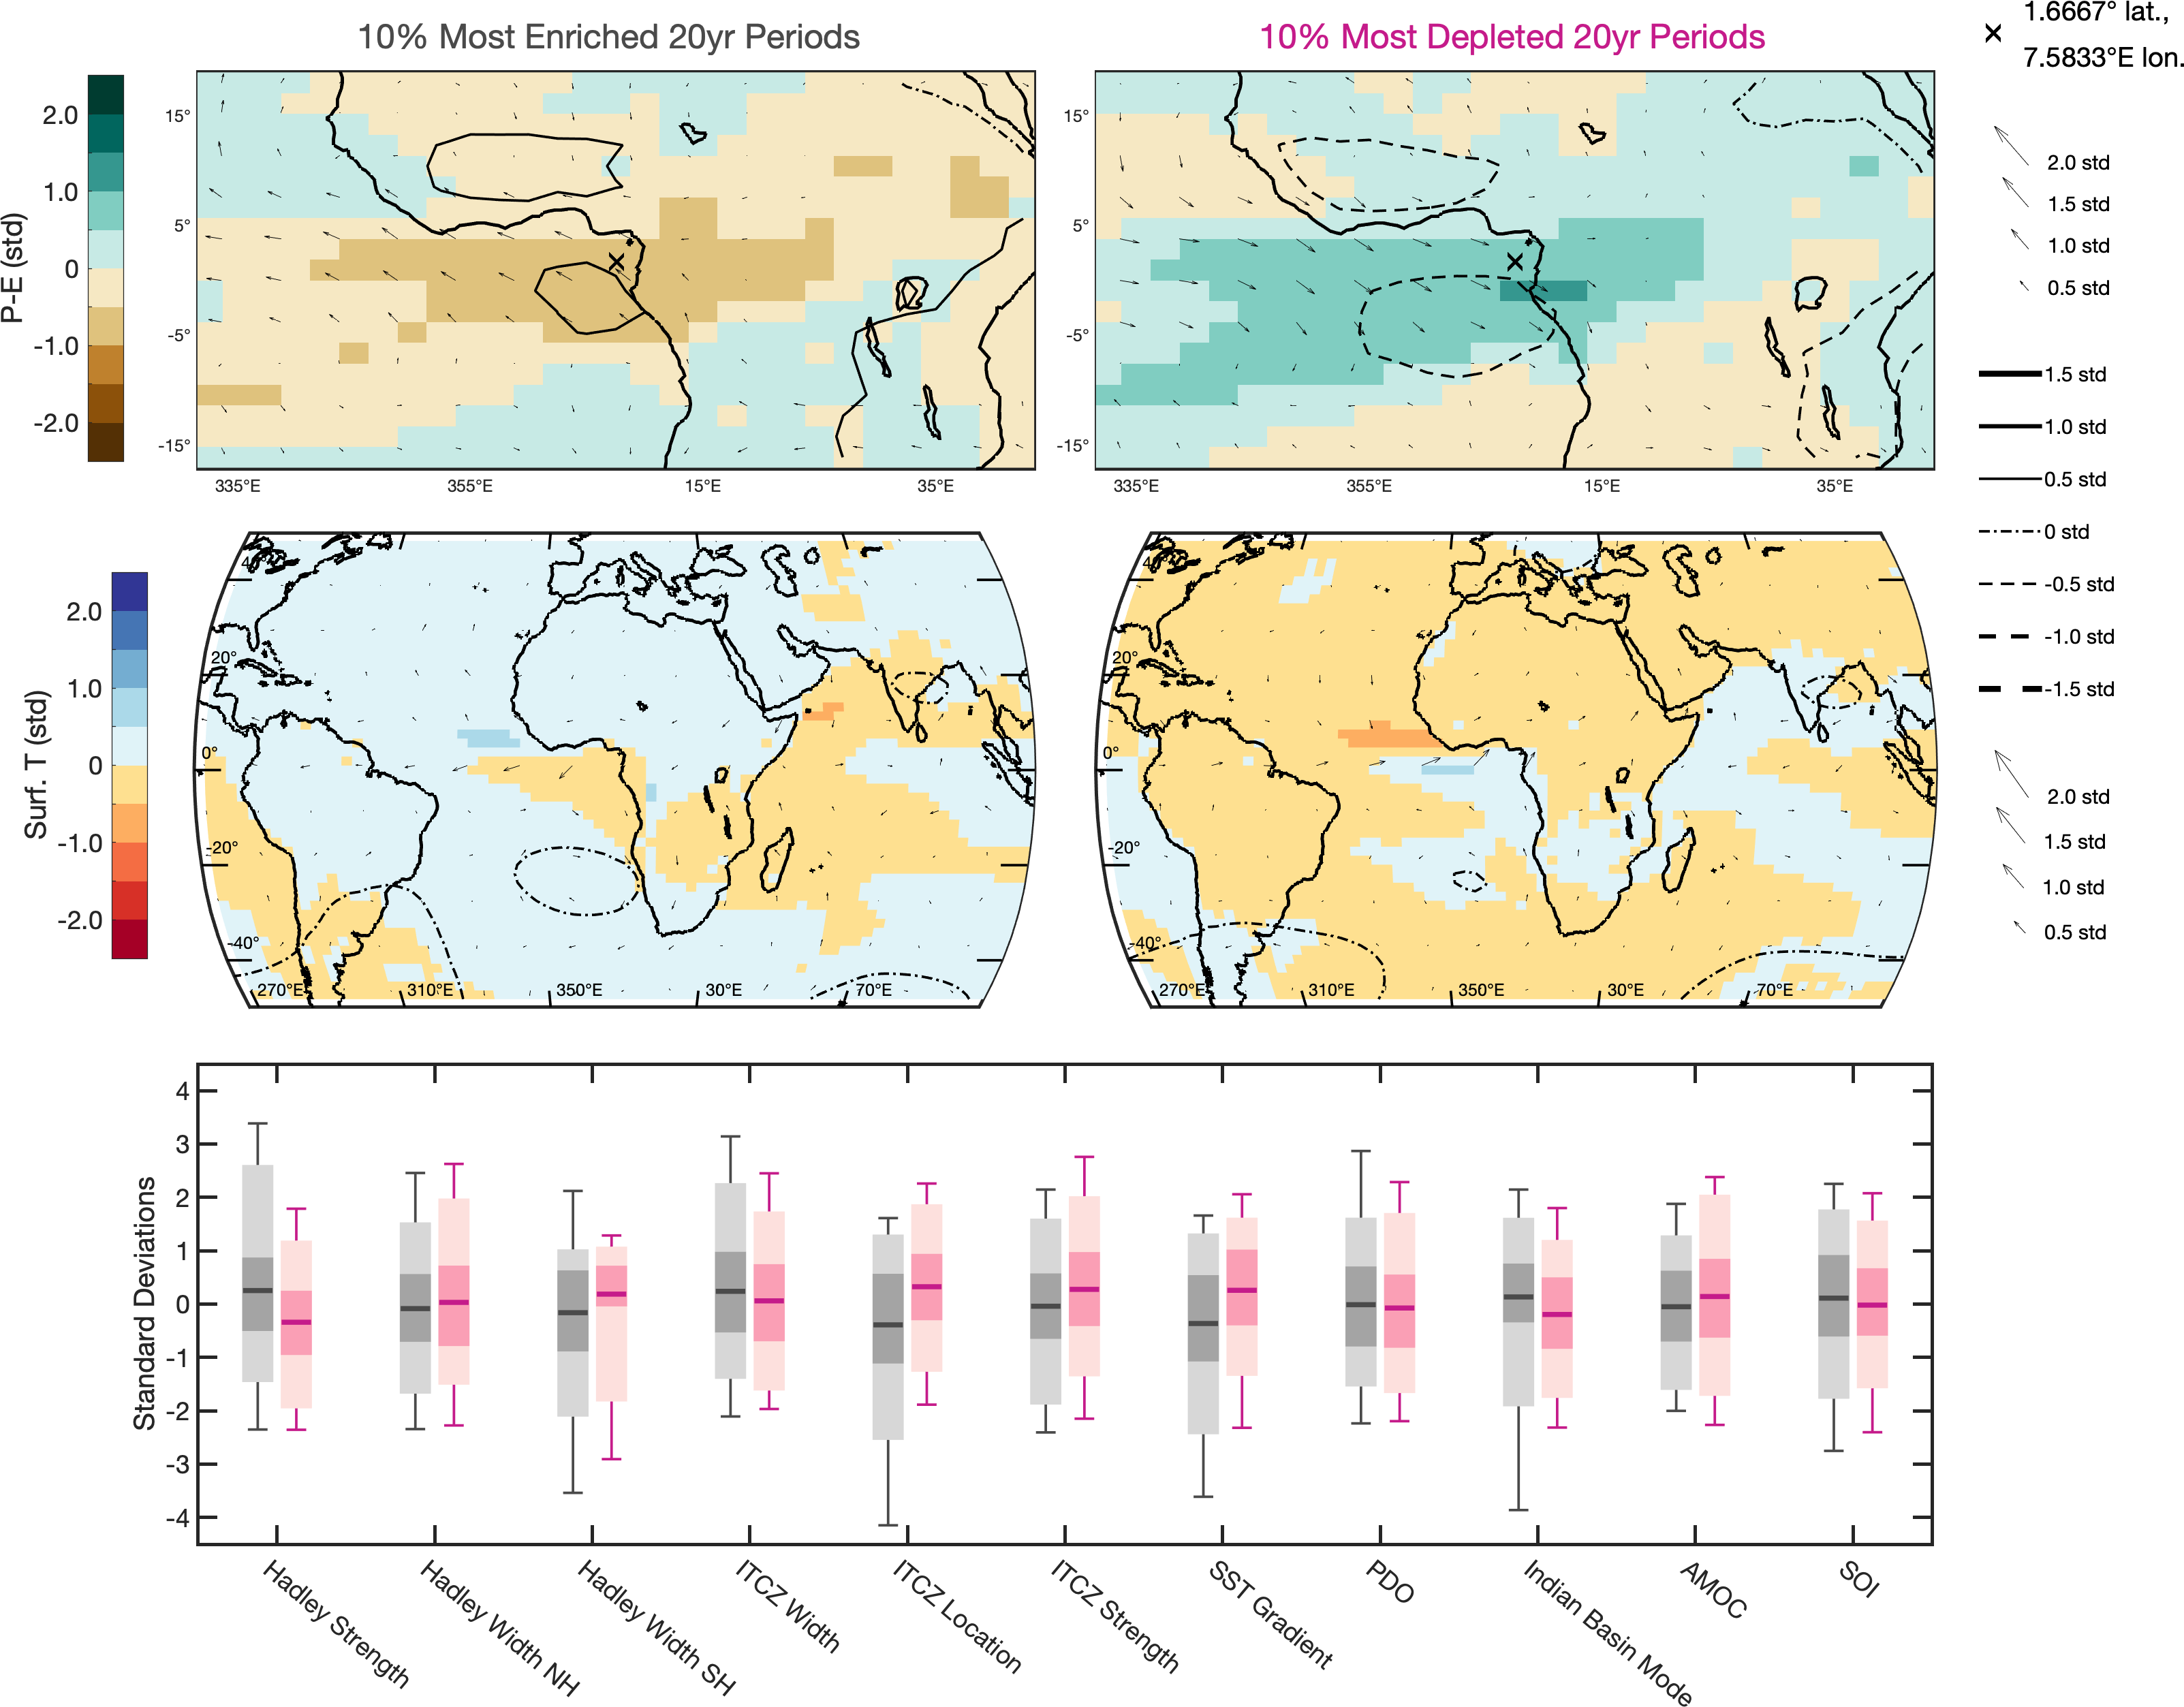 10% Most Enriched 20yr Periods
10% Most Depleted 20yr Periods
1.6667° lat.,
7.5833°E lon.
P-E (std)
2.0
1.0
0
-1.0
-2.0
15°
5°
-5°
-15°
335°E
355°E
15°E
35°E
15°
5°
-5°
-15°
335°E
355°E
15°E
35°E
2.0 std
1.5 std
1.0 std
0.5 std
1.5 std
1.0 std
0.5 std
0 std
-0.5 std
-1.0 std
-1.5 std
Surf. T (std)
2.0
1.0
0
-1.0
-2.0
40°
20°
0°
-20°
-40°
270°E
310°E
350°E
30°E
70°E
40°
20°
0°
-20°
-40°
270°E
310°E
350°E
30°E
70°E
2.0 std
1.5 std
1.0 std
0.5 std
Standard Deviations
4
3
2
1
0
-1
-2
-3
-4
Hadley Strength
Hadley Width NH
Hadley Width SH
ITCZ Width
ITCZ Location
ITCZ Strength
SST Gradient
PDO
Indian Basin Mode
AMOC
SOI